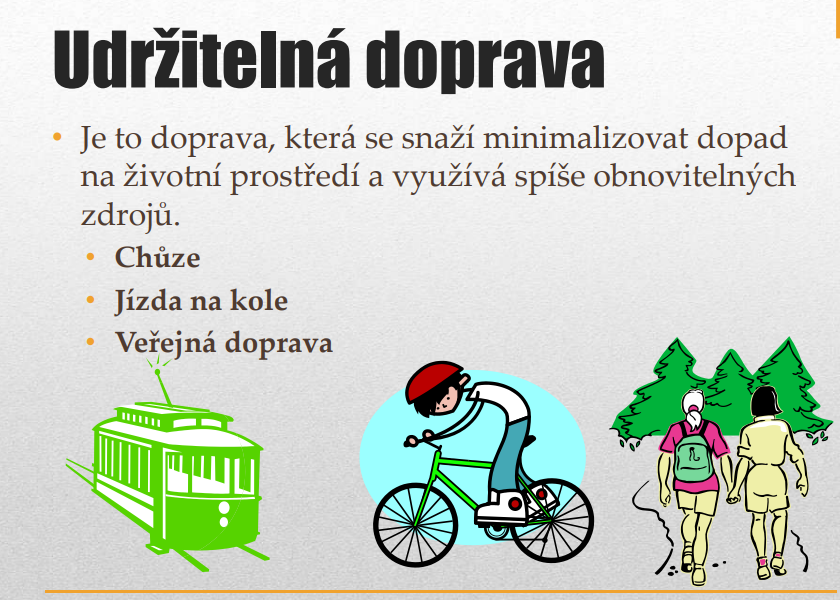 Udržitelná doprava
• Je to doprava, která se snaží minimalizovat dopad
na životní prostředí a využívá spíše obnovitelných
zdrojů.
• Chůze
• Jízda na kole
• Veřejná doprava